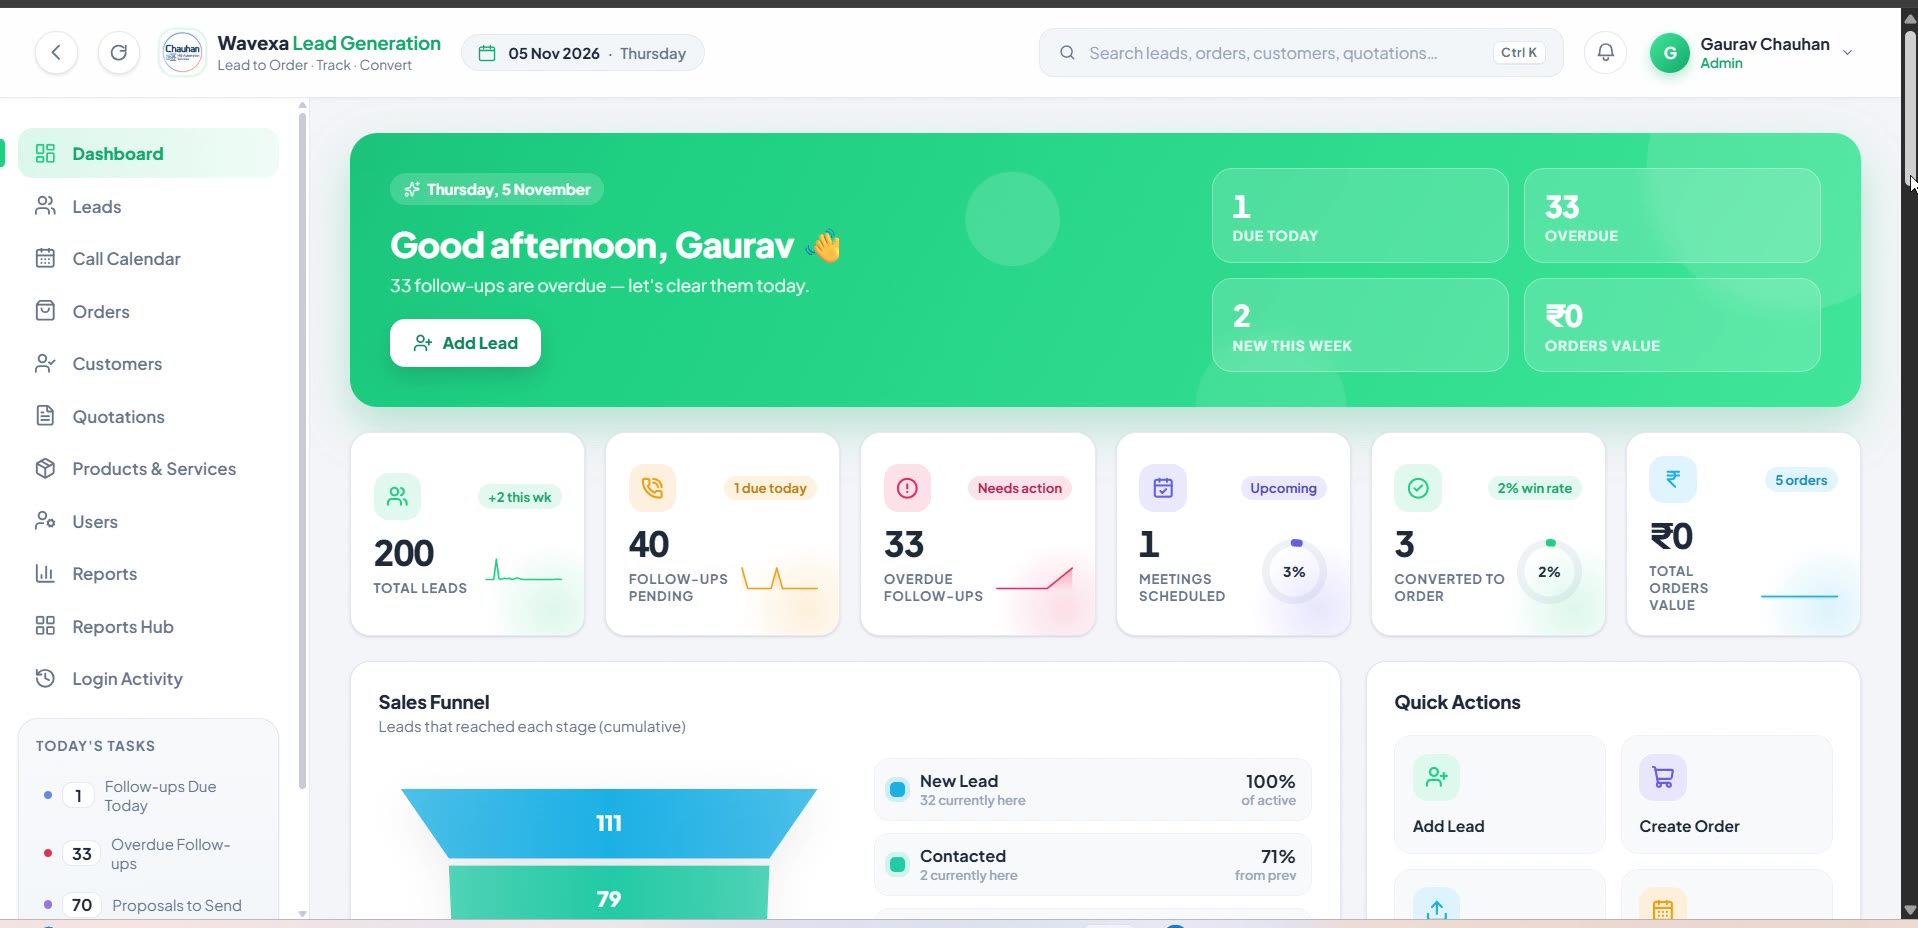 Chauhan
Wavexa Lead Generation
Lead to Order · Track · Convert
05 Nov 2026 · Thursday
Search leads, orders, customers, quotations...
Ctrl K
G
Gaurav Chauhan
Admin
Dashboard
Leads
Call Calendar
Orders
Customers
Quotations
Products & Services
Users
Reports
Reports Hub
Login Activity
TODAY'S TASKS
1 Follow-ups Due
Today
33 Overdue Follow-
ups
70 Proposals to Send
Thursday, 5 November
Good afternoon, Gaurav 👋
33 follow-ups are overdue — let's clear them today.
Add Lead
1
DUE TODAY
33
OVERDUE
2
NEW THIS WEEK
₹0
ORDERS VALUE
+2 this wk
200
TOTAL LEADS
1 due today
40
FOLLOW-UPS
PENDING
Needs action
33
OVERDUE
FOLLOW-UPS
Upcoming
1
MEETINGS
SCHEDULED
3%
2% win rate
3
CONVERTED TO
ORDER
2%
5 orders
₹0
TOTAL
ORDERS
VALUE
Sales Funnel
Leads that reached each stage (cumulative)
111
79
New Lead
32 currently here
100%
of active
Contacted
2 currently here
71%
from prev
Quick Actions
Add Lead
Create Order